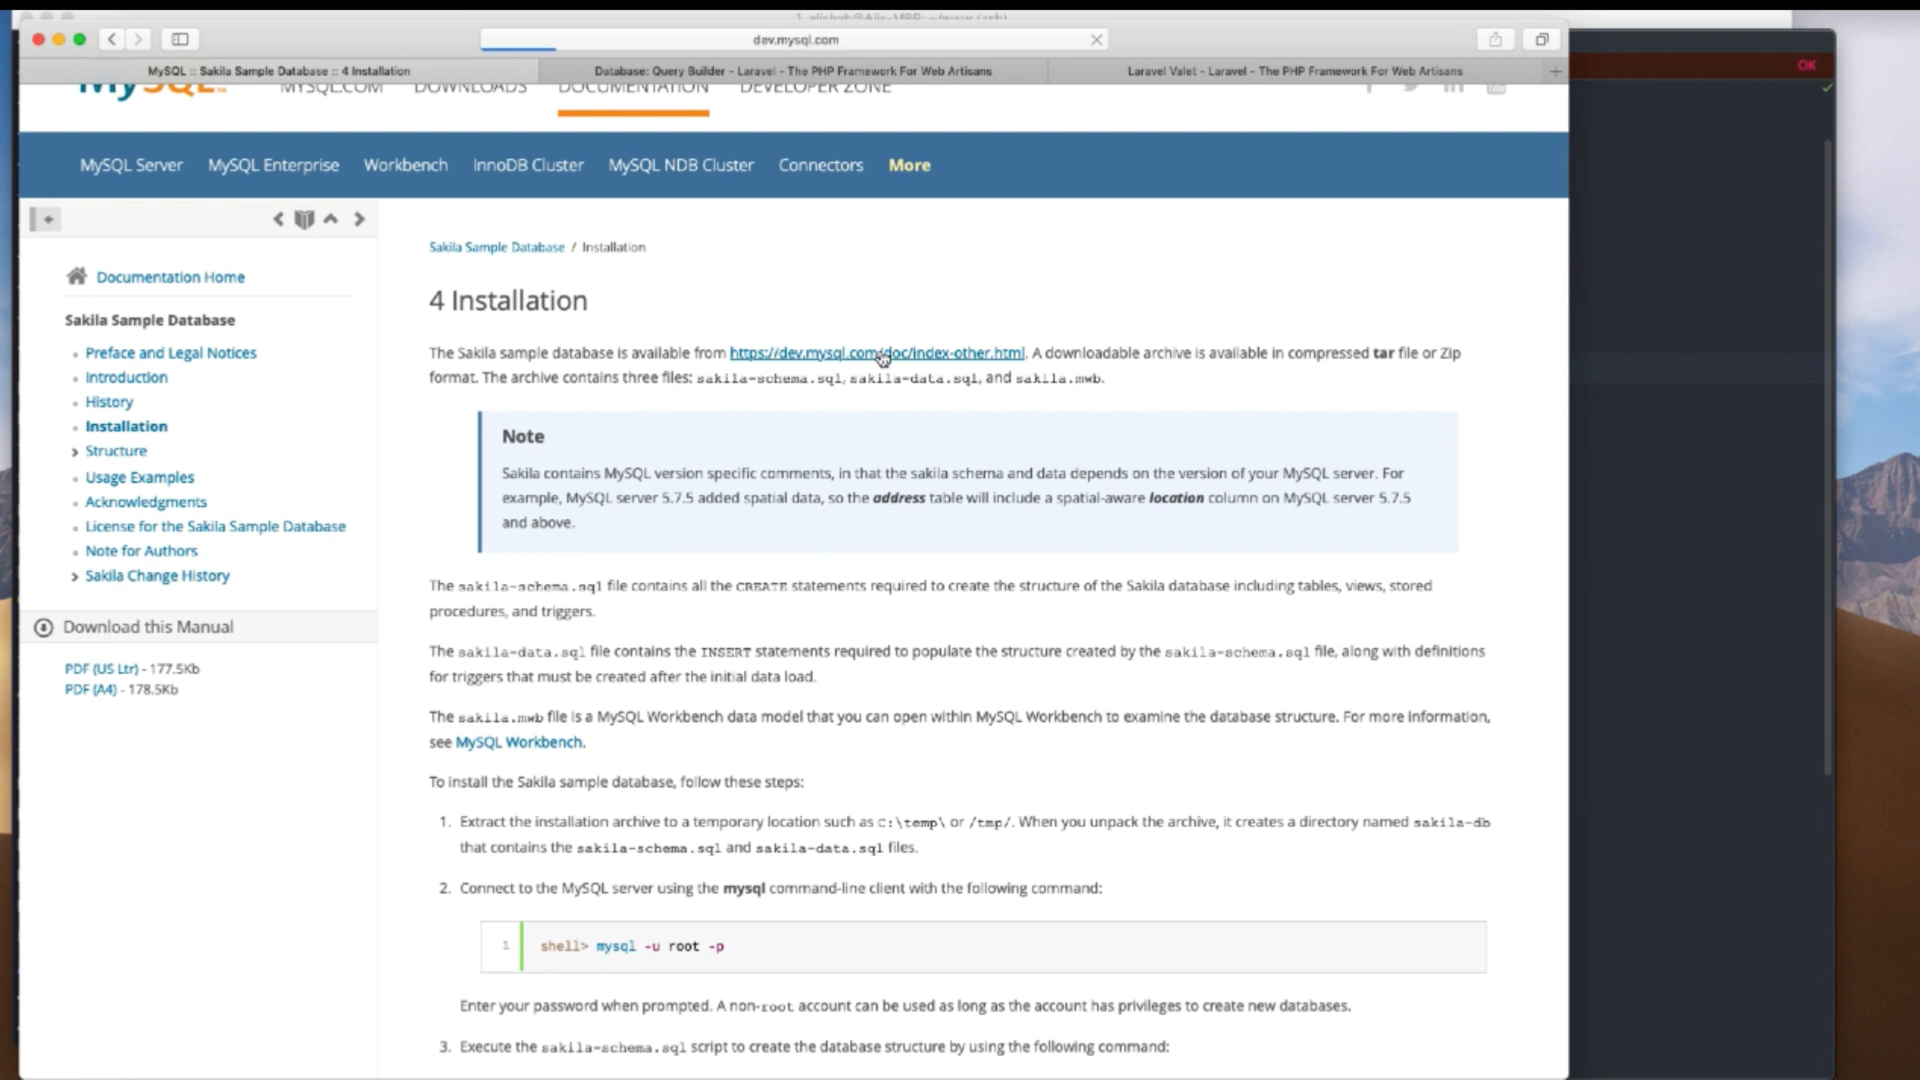 1. alishah@Alis-MBP: ~/www (zsh)
dev.mysql.com
MySQL :: Sakila Sample Database :: 4 Installation
Database: Query Builder - Laravel - The PHP Framework For Web Artisans
Laravel Valet - Laravel - The PHP Framework For Web Artisans
OK
MySQL
MYSQL.COM
DOWNLOADS
DOCUMENTATION
DEVELOPER ZONE
MySQL Server
MySQL Enterprise
Workbench
InnoDB Cluster
MySQL NDB Cluster
Connectors
More
Documentation Home
Sakila Sample Database
Preface and Legal Notices
Introduction
History
Installation
Structure
Usage Examples
Acknowledgments
License for the Sakila Sample Database
Note for Authors
Sakila Change History
Download this Manual
PDF (US Ltr) - 177.5Kb
PDF (A4) - 178.5Kb
Sakila Sample Database / Installation
4 Installation
The Sakila sample database is available from https://dev.mysql.com/doc/index-other.html. A downloadable archive is available in compressed tar file or Zip
format. The archive contains three files: sakila-schema.sql, sakila-data.sql, and sakila.mwb.
Note
Sakila contains MySQL version specific comments, in that the sakila schema and data depends on the version of your MySQL server. For
example, MySQL server 5.7.5 added spatial data, so the address table will include a spatial-aware location column on MySQL server 5.7.5
and above.
The sakila-schema.sql file contains all the CREATE statements required to create the structure of the Sakila database including tables, views, stored
procedures, and triggers.
The sakila-data.sql file contains the INSERT statements required to populate the structure created by the sakila-schema.sql file, along with definitions
for triggers that must be created after the initial data load.
The sakila.mwb file is a MySQL Workbench data model that you can open within MySQL Workbench to examine the database structure. For more information,
see MySQL Workbench.
To install the Sakila sample database, follow these steps:
1. Extract the installation archive to a temporary location such as C:\temp\ or /tmp/. When you unpack the archive, it creates a directory named sakila-db
that contains the sakila-schema.sql and sakila-data.sql files.
2. Connect to the MySQL server using the mysql command-line client with the following command:
1 shell> mysql -u root -p
Enter your password when prompted. A non-root account can be used as long as the account has privileges to create new databases.
3. Execute the sakila-schema.sql script to create the database structure by using the following command: